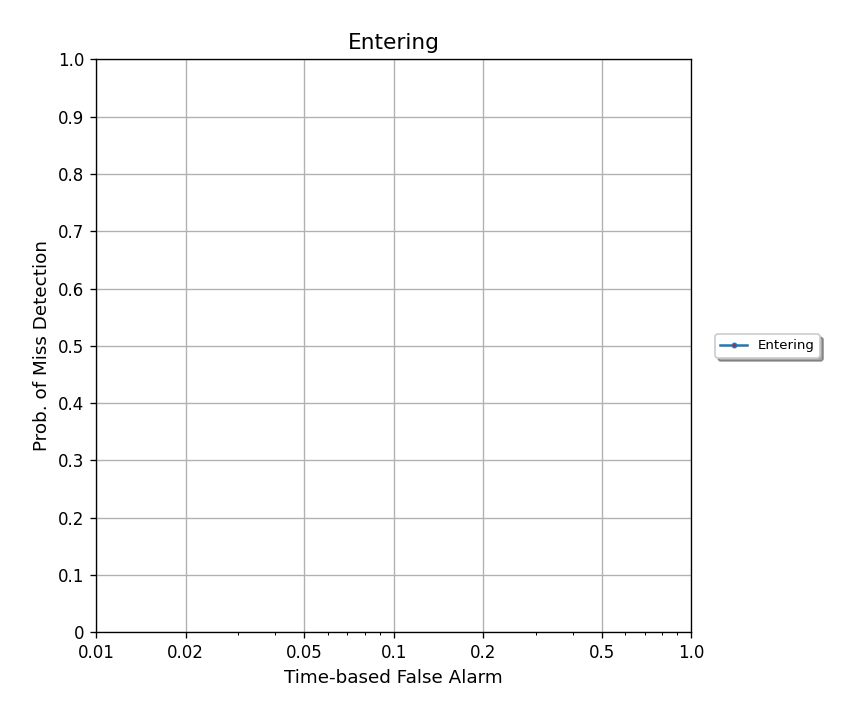 Entering
1.0
0.9
0.8
0.7
0.6
0.5
0.4
0.3
0.2
0.1
0
Prob. of Miss Detection
0.01 0.02 0.05 0.1 0.2 0.5 1.0
Time-based False Alarm
Entering